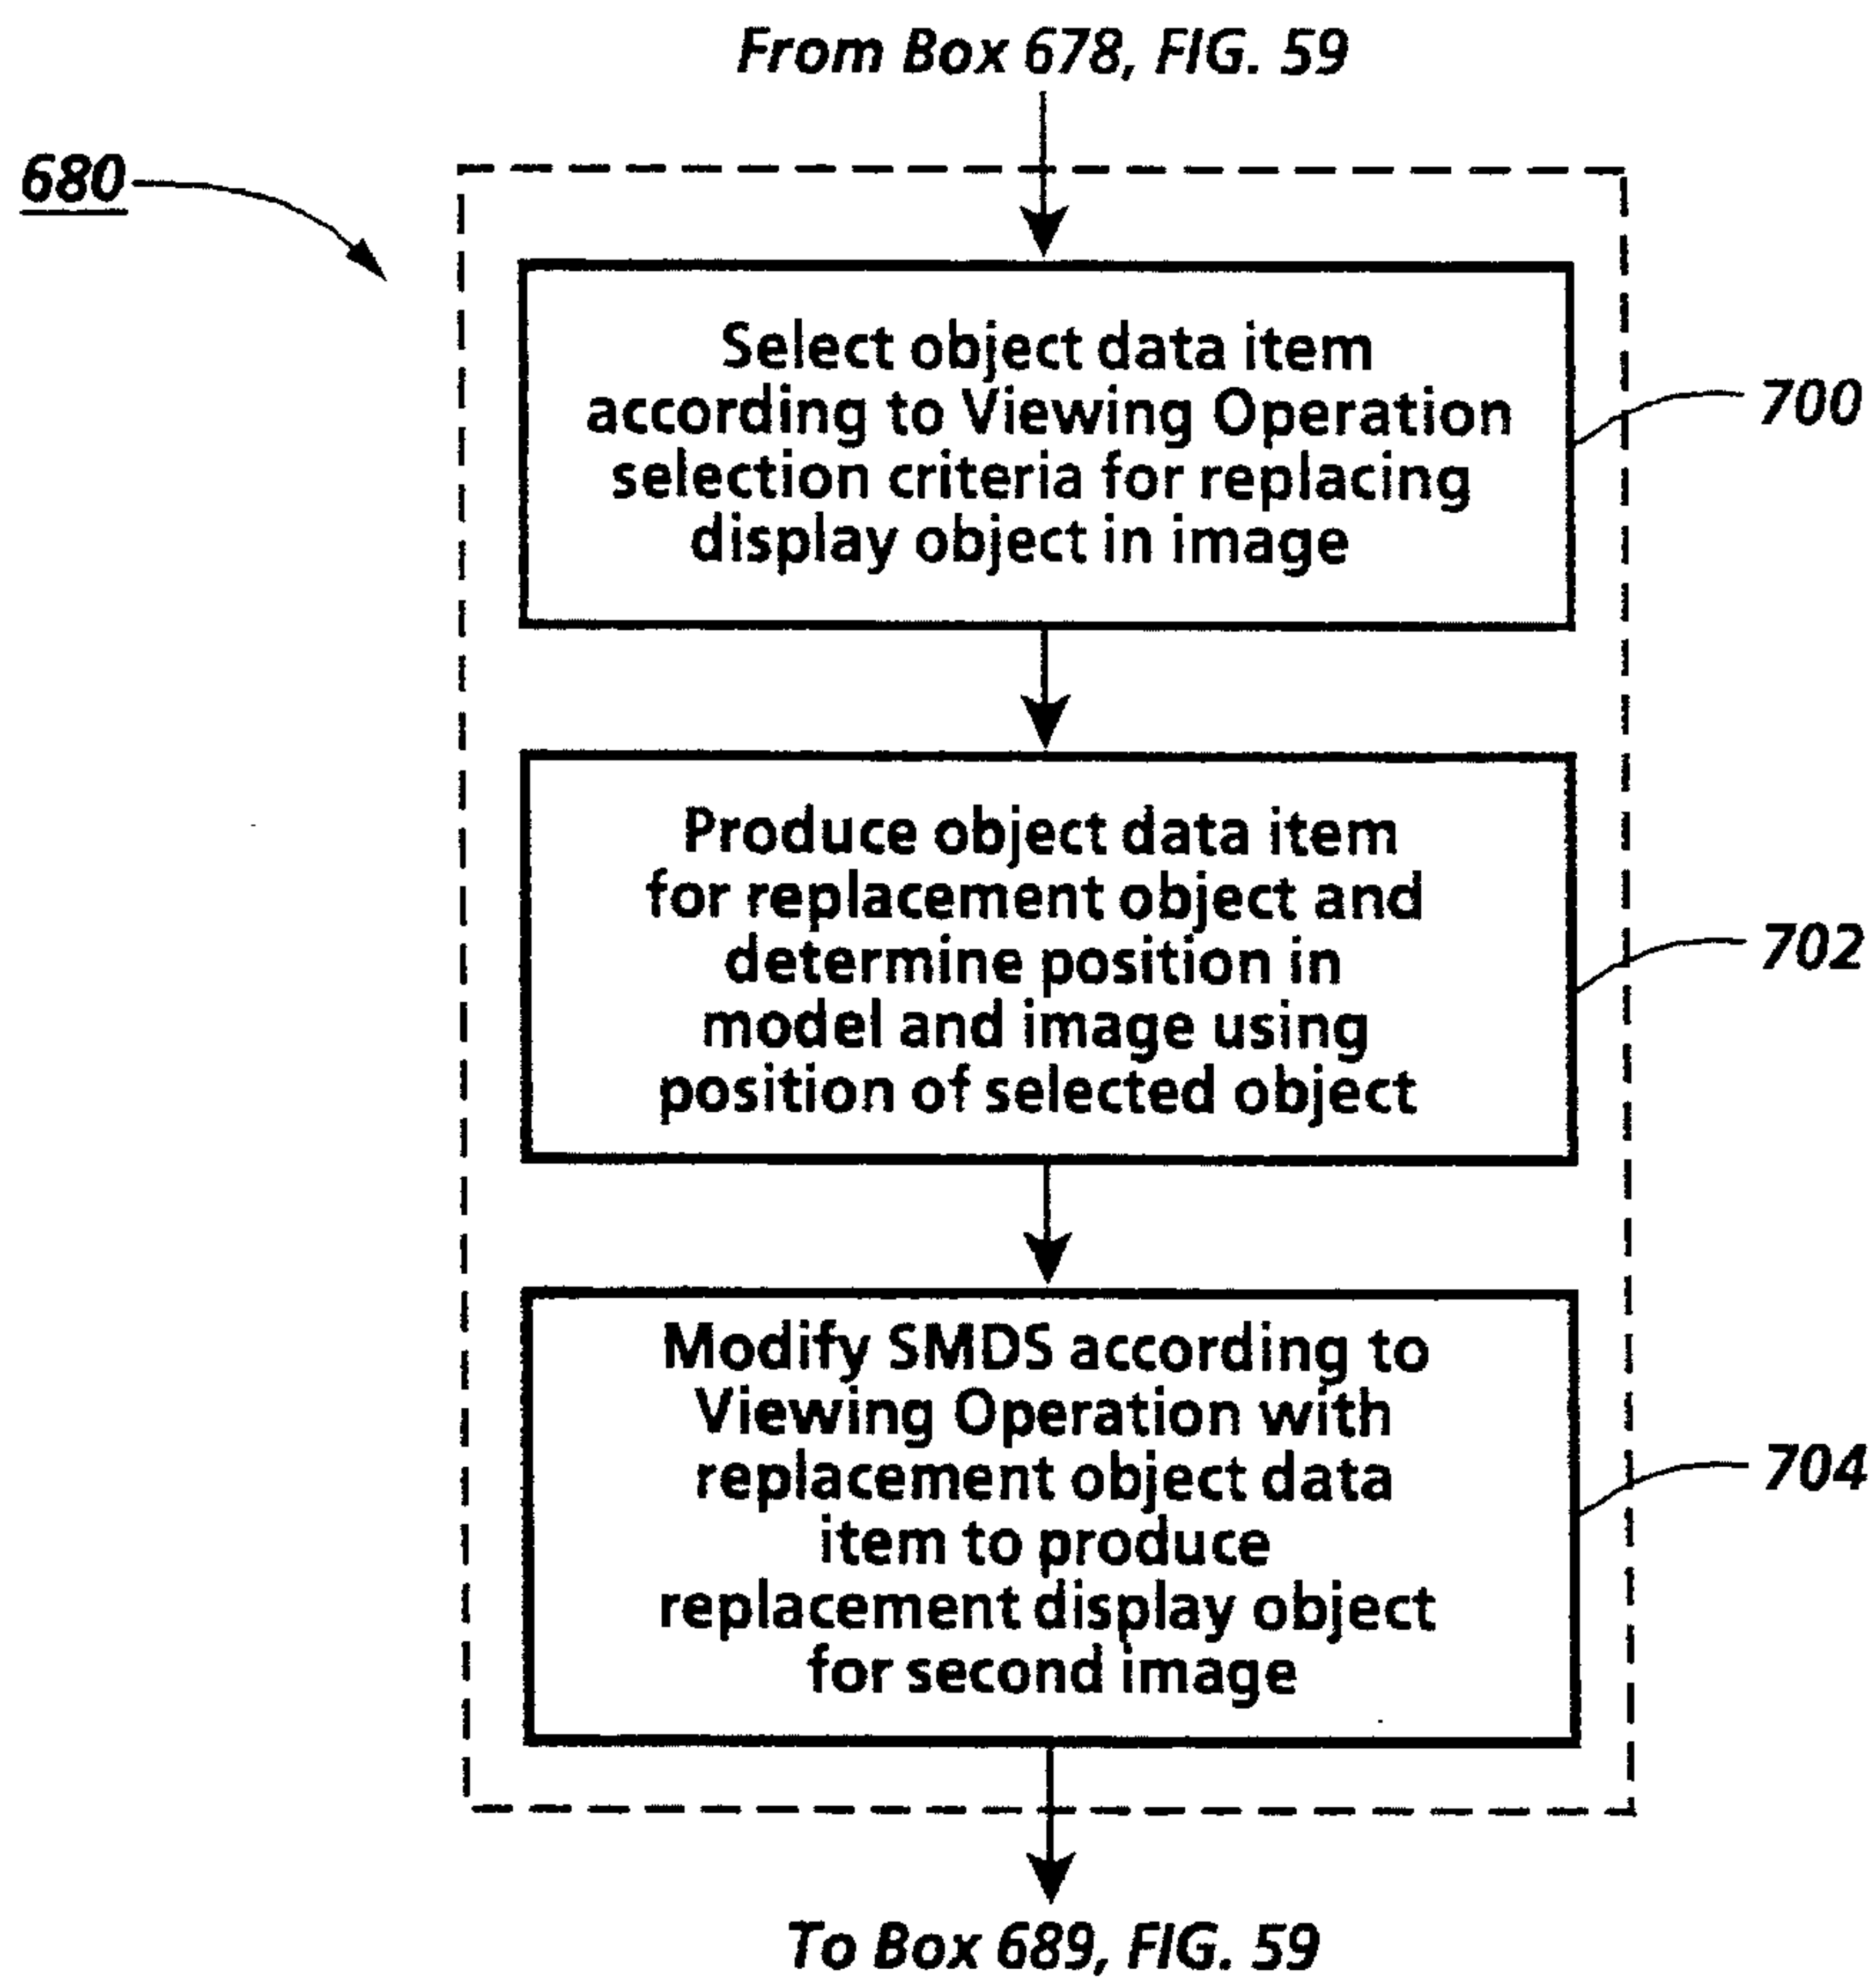 From Box 678, FIG. 59
680
Select object data item
according to Viewing Operation
selection criteria for replacing
display object in image
700
Produce object data item
for replacement object and
determine position in
model and image using
position of selected object
702
Modify SMDS according to
Viewing Operation with
replacement object data
item to produce
replacement display object
for second image
704
To Box 689, FIG. 59